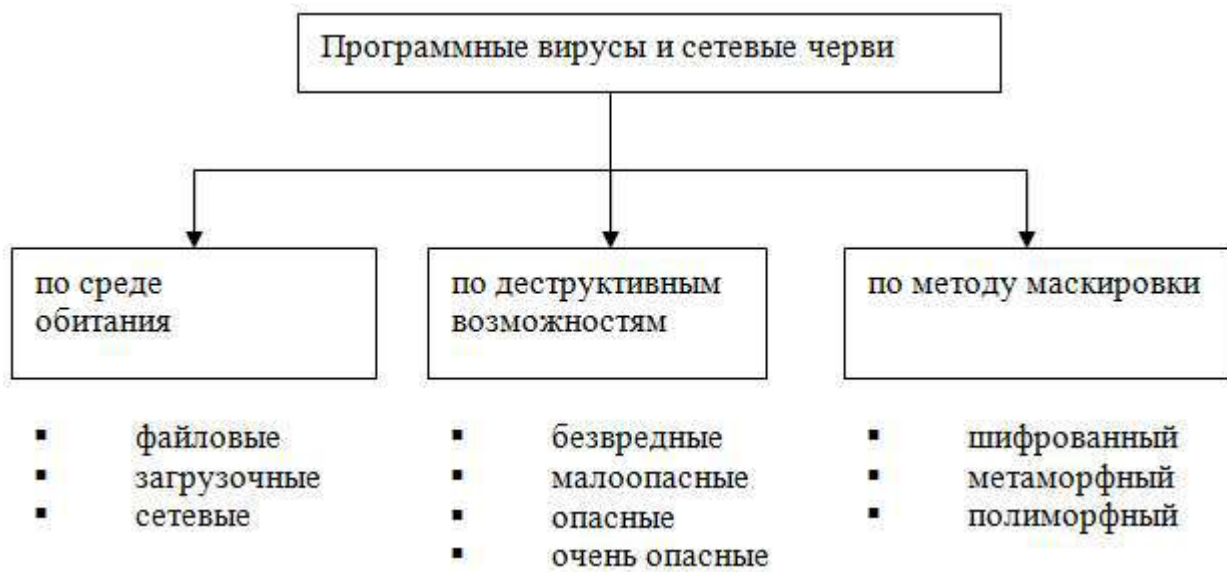 Программные вирусы и сетевые черви
по среде
обитания
по деструктивным
возможностям
по методу маскировки
▪ файловые
▪ загрузочные
▪ сетевые
▪ безвредные
▪ малоопасные
▪ опасные
▪ очень опасные
▪ шифрованный
▪ метаморфный
▪ полиморфный